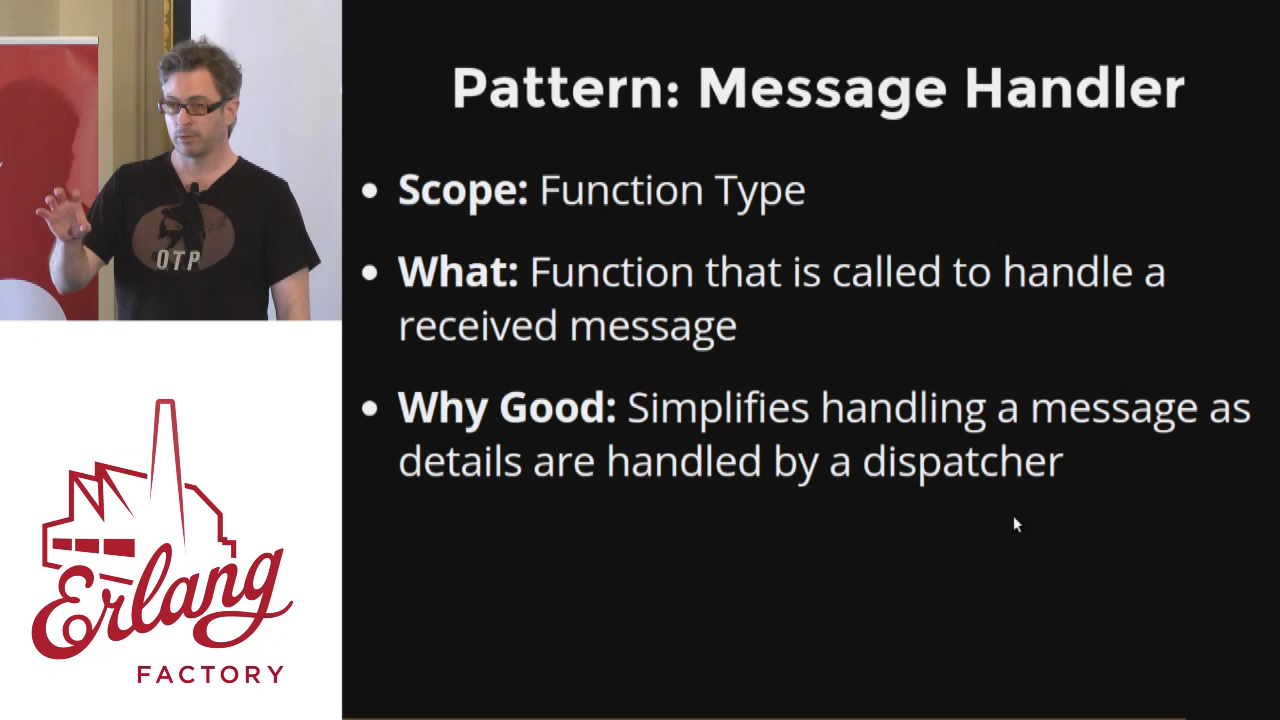 Pattern: Message Handler
Scope: Function Type
What: Function that is called to handle a
received message
Why Good: Simplifies handling a message as
details are handled by a dispatcher
OTP
Erlang
FACTORY